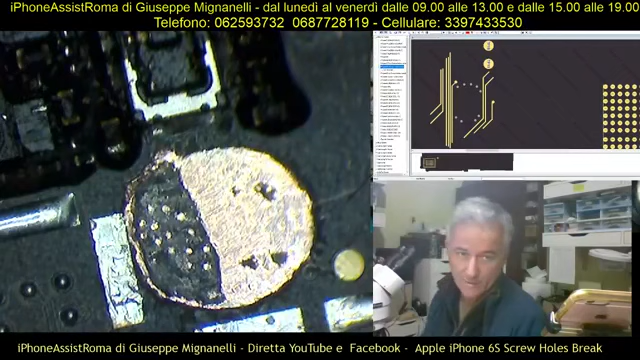 iPhoneAssistRoma di Giuseppe Mignanelli - dal lunedì al venerdì dalle 09.00 alle 13.00 e dalle 15.00 alle 19.00
Telefono: 062593732 0687728119 - Cellulare: 3397433530
iPhoneAssistRoma di Giuseppe Mignanelli - Diretta YouTube e Facebook - Apple iPhone 6S Screw Holes Break